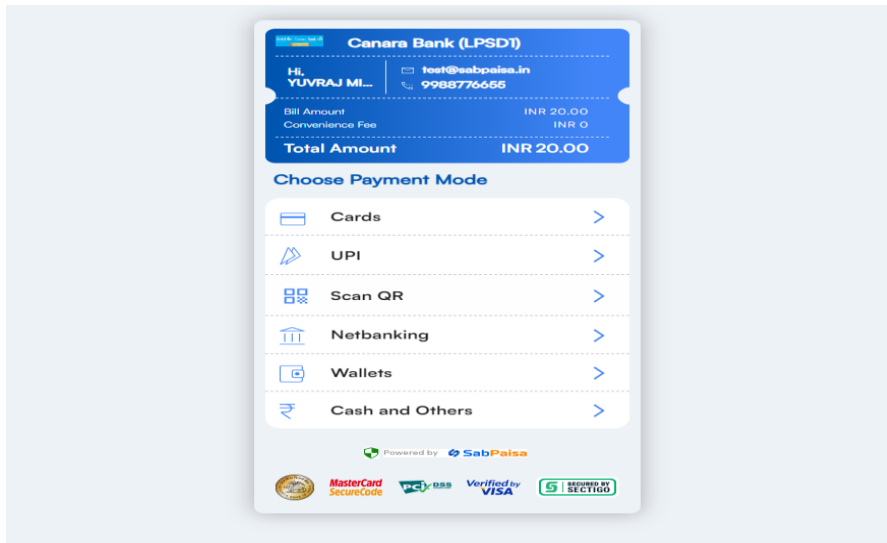 Canara Bank (LPSD1)
Hi,
YUVRAJ MI...
test@sabpaisa.in
9988776655
Bill Amount INR 20.00
Convenience Fee INR 0
Total Amount INR 20.00
Choose Payment Mode
Cards
UPI
Scan QR
Netbanking
Wallets
Cash and Others
Powered by SabPaisa
MasterCard
SecureCode
PCI DSS
Verified by
VISA
SECURED BY
SECTIGO